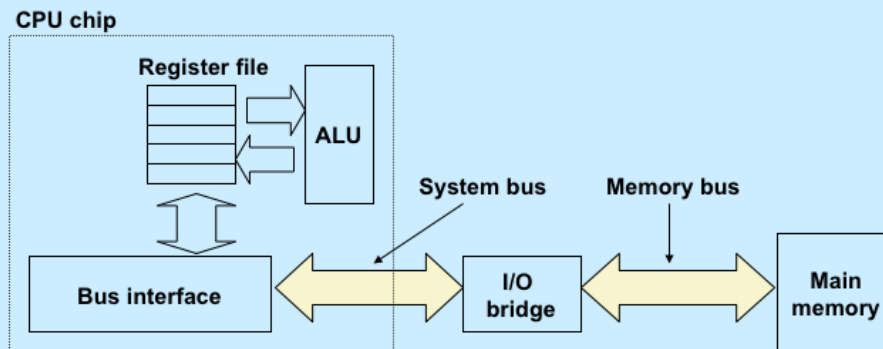 CPU chip
Register file
ALU
System bus
Memory bus
Bus interface
I/O
bridge
Main
memory